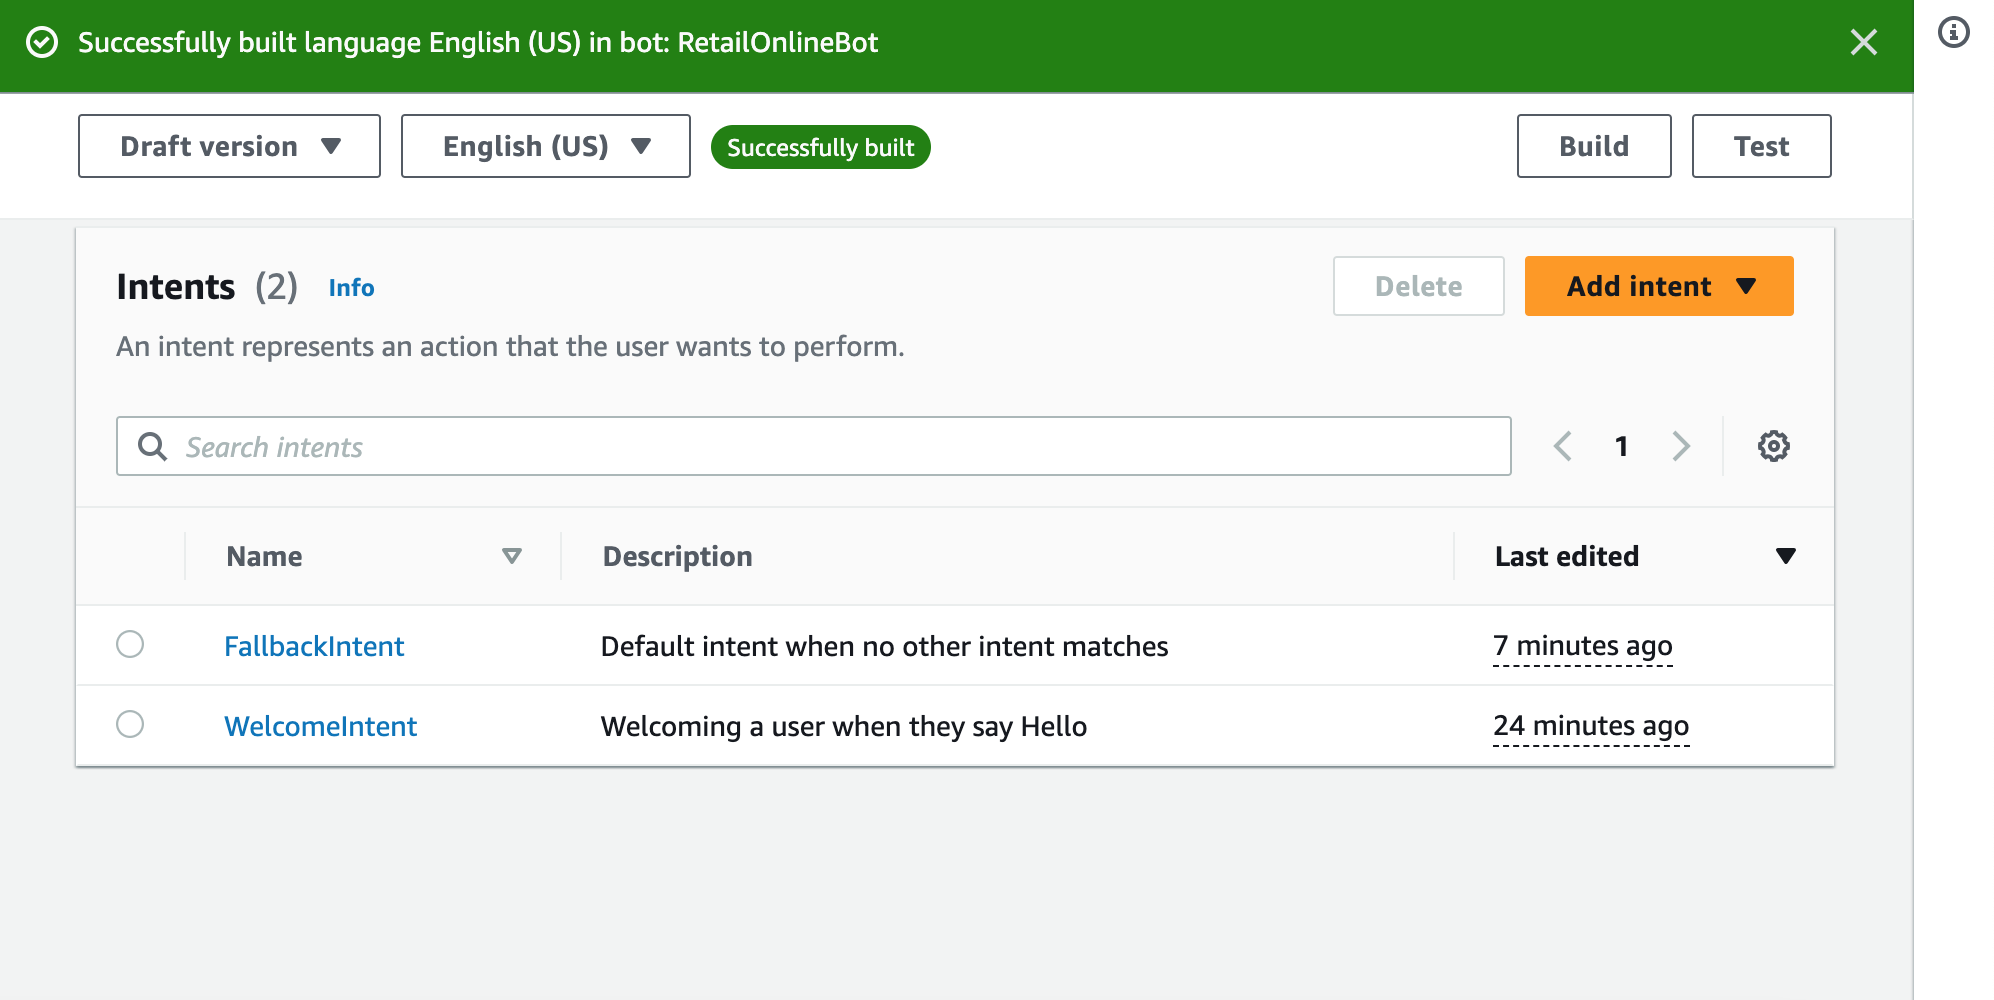 Successfully built language English (US) in bot: RetailOnlineBot
Draft version English (US) Successfully built Build Test
Intents (2) Info Delete Add intent
An intent represents an action that the user wants to perform.
Search intents 1
Name Description Last edited
FallbackIntent Default intent when no other intent matches 7 minutes ago
WelcomeIntent Welcoming a user when they say Hello 24 minutes ago